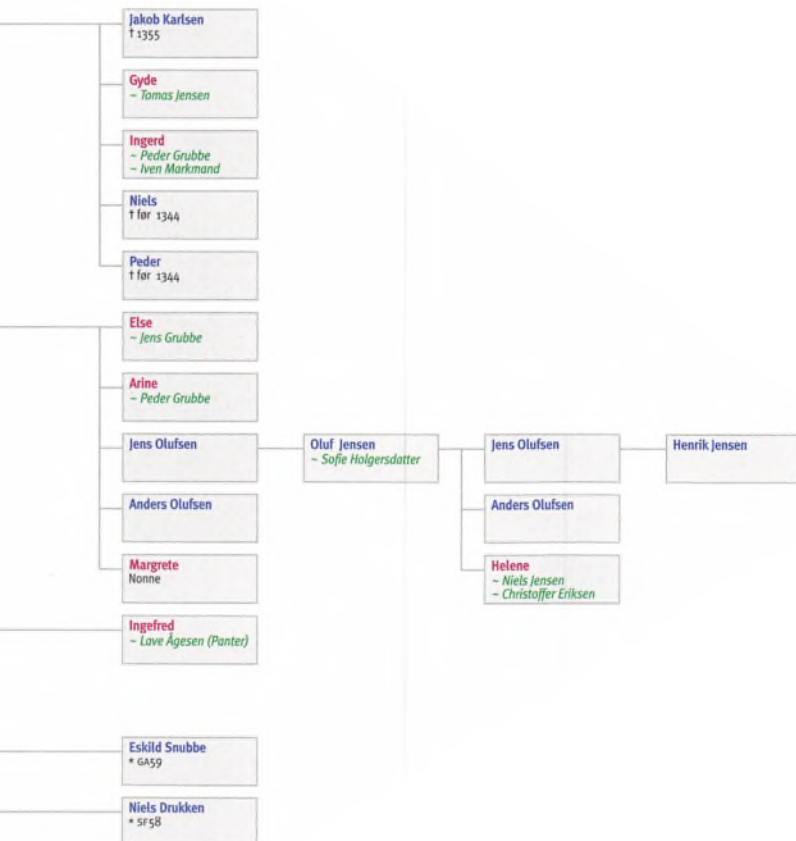 Jakob Karlsen
† 1355
Gyde
~ Tomas Jensen
Ingerd
~ Peder Grubbe
~ Iven Markmand
Niels
† før 1344
Peder
† før 1344
Else
~ Jens Grubbe
Arine
~ Peder Grubbe
Jens Olufsen
Oluf Jensen
~ Sofie Holgersdatter
Jens Olufsen
Henrik Jensen
Anders Olufsen
Anders Olufsen
Margrete
Nonne
Helene
~ Niels Jensen
~ Christoffer Eriksen
Ingefred
~ Lave Ågesen (Panter)
Eskild Snubbe
* GA59
Niels Drukken
* SF58